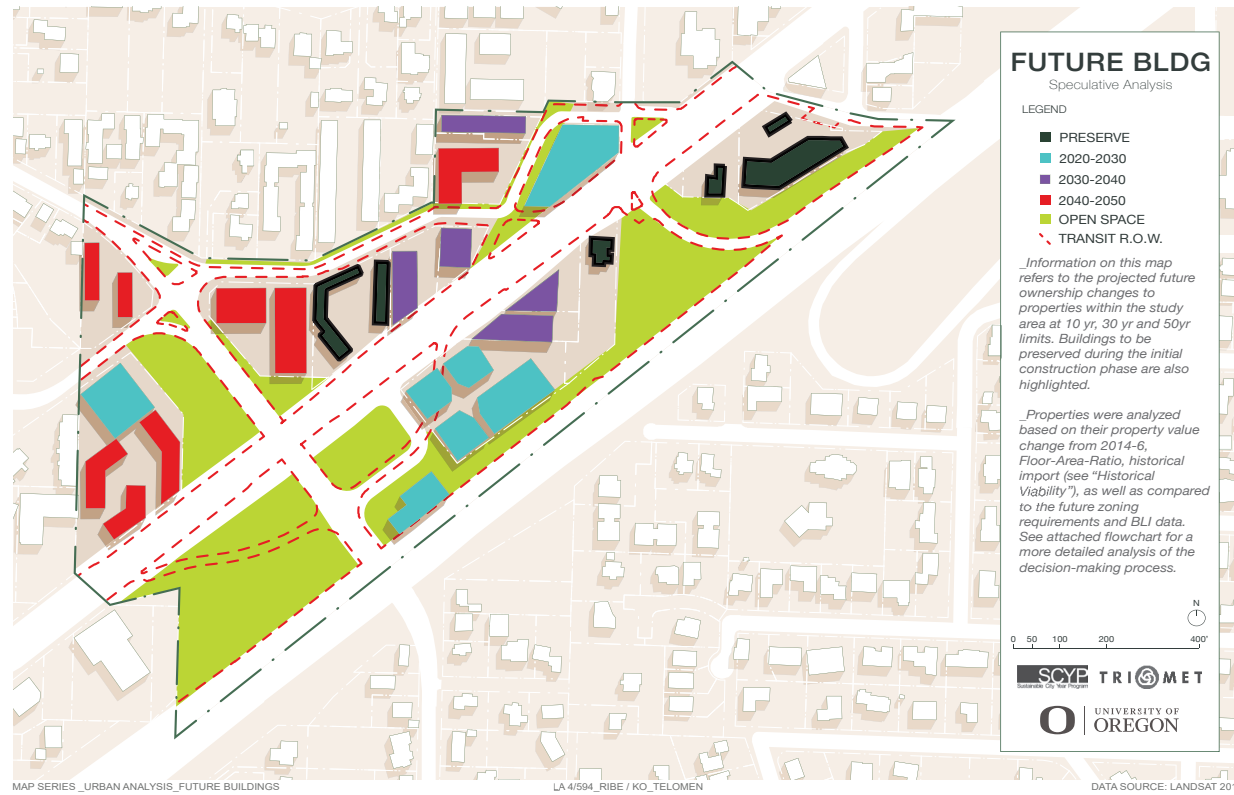 FUTURE BLDG
Speculative Analysis
LEGEND
PRESERVE
2020-2030
2030-2040
2040-2050
OPEN SPACE
TRANSIT R.O.W.
_Information on this map
refers to the projected future
ownership changes to
properties within the study
area at 10 yr, 30 yr and 50yr
limits. Buildings to be
preserved during the initial
construction phase are also
highlighted.
_Properties were analyzed
based on their property value
change from 2014-6,
Floor-Area-Ratio, historical
import (see “Historical
Viability”), as well as compared
to the future zoning
requirements and BLI data.
See attached flowchart for a
more detailed analysis of the
decision-making process.
N
0 50 100 200 400'
SCYP
Sustainable City Year Program
TRI MET
O UNIVERSITY OF
OREGON
MAP SERIES _URBAN ANALYSIS_FUTURE BUILDINGS
LA 4/594_RIBE / KO_TELOMEN
DATA SOURCE: LANDSAT